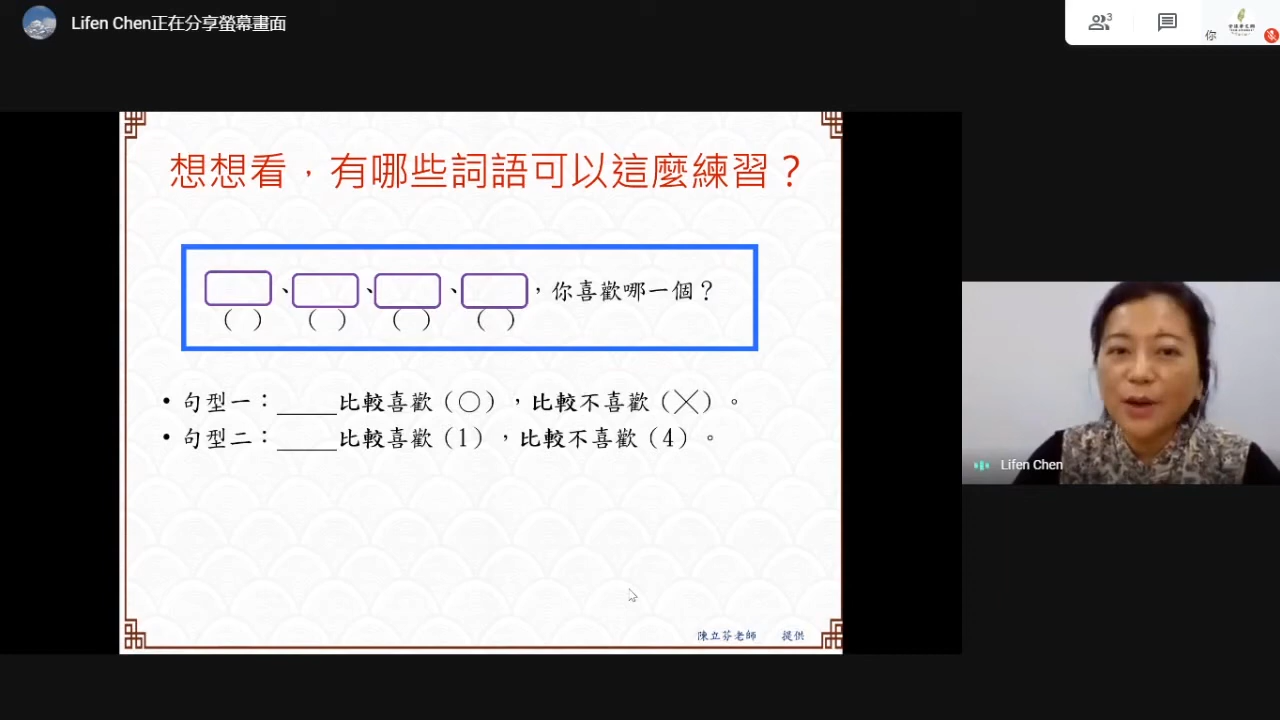 Lifen Chen正在分享螢幕畫面
3
你
想想看,有哪些詞語可以這麼練習?
、 、 、 ,你喜歡哪一個?
( ) ( ) ( ) ( )
• 句型一:_____比較喜歡(○),比較不喜歡(╳)。
• 句型二:_____比較喜歡(1),比較不喜歡(4)。
Lifen Chen
陳立芬老師 提供